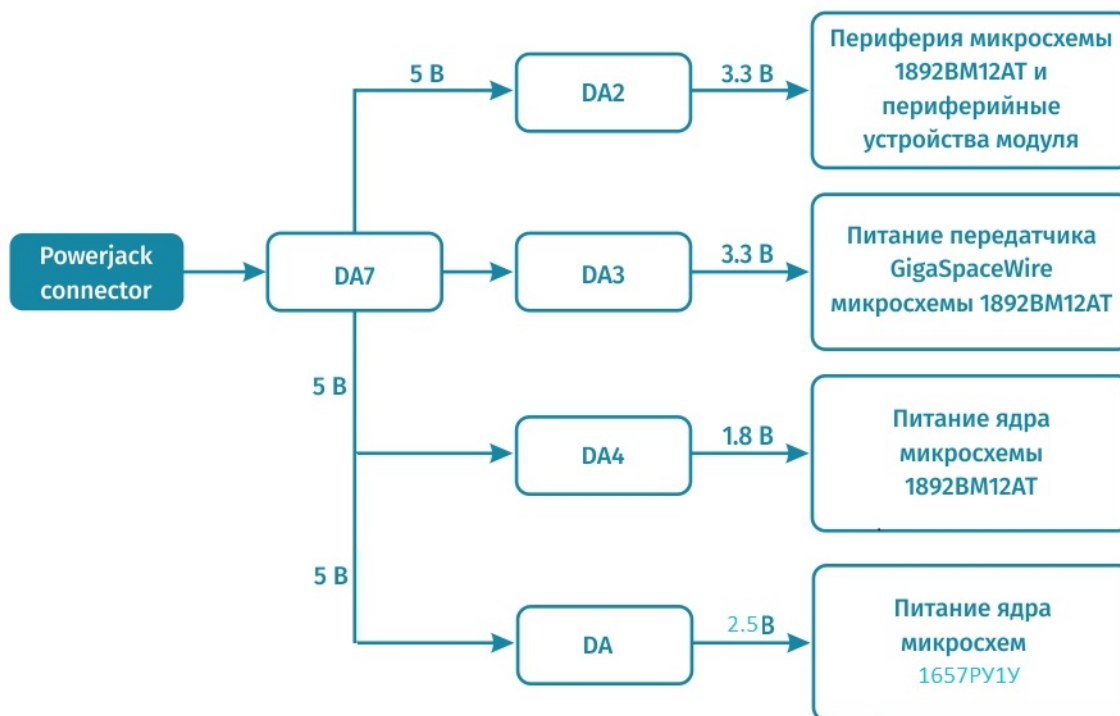 5 В
DA2
3.3 В
Периферия микросхемы
1892ВМ12АТ и
периферийные
устройства модуля
Powerjack
connector
DA7
DA3
3.3 В
Питание передатчика
GigaSpaceWire
микросхемы 1892ВМ12АТ
5 В
DA4
1.8 В
Питание ядра
микросхемы
1892ВМ12АТ
5 В
DA
2.5 В
Питание ядра
микросхем
1657РУ1У